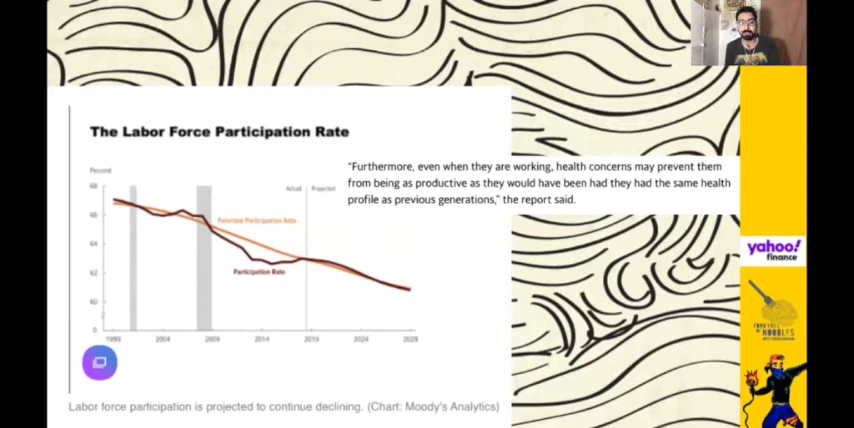 The Labor Force Participation Rate
"Furthermore, even when they are working, health concerns may prevent them
from being as productive as they would have been had they had the same health
profile as previous generations," the report said.
Percent
68
Actual
Projected
66
Potential Participation Rate
64
Participation Rate
62
60
0
1999
2004
2009
2014
2019
2024
2029
Labor force participation is projected to continue declining. (Chart: Moody's Analytics)
yahoo!
finance
NOODLES